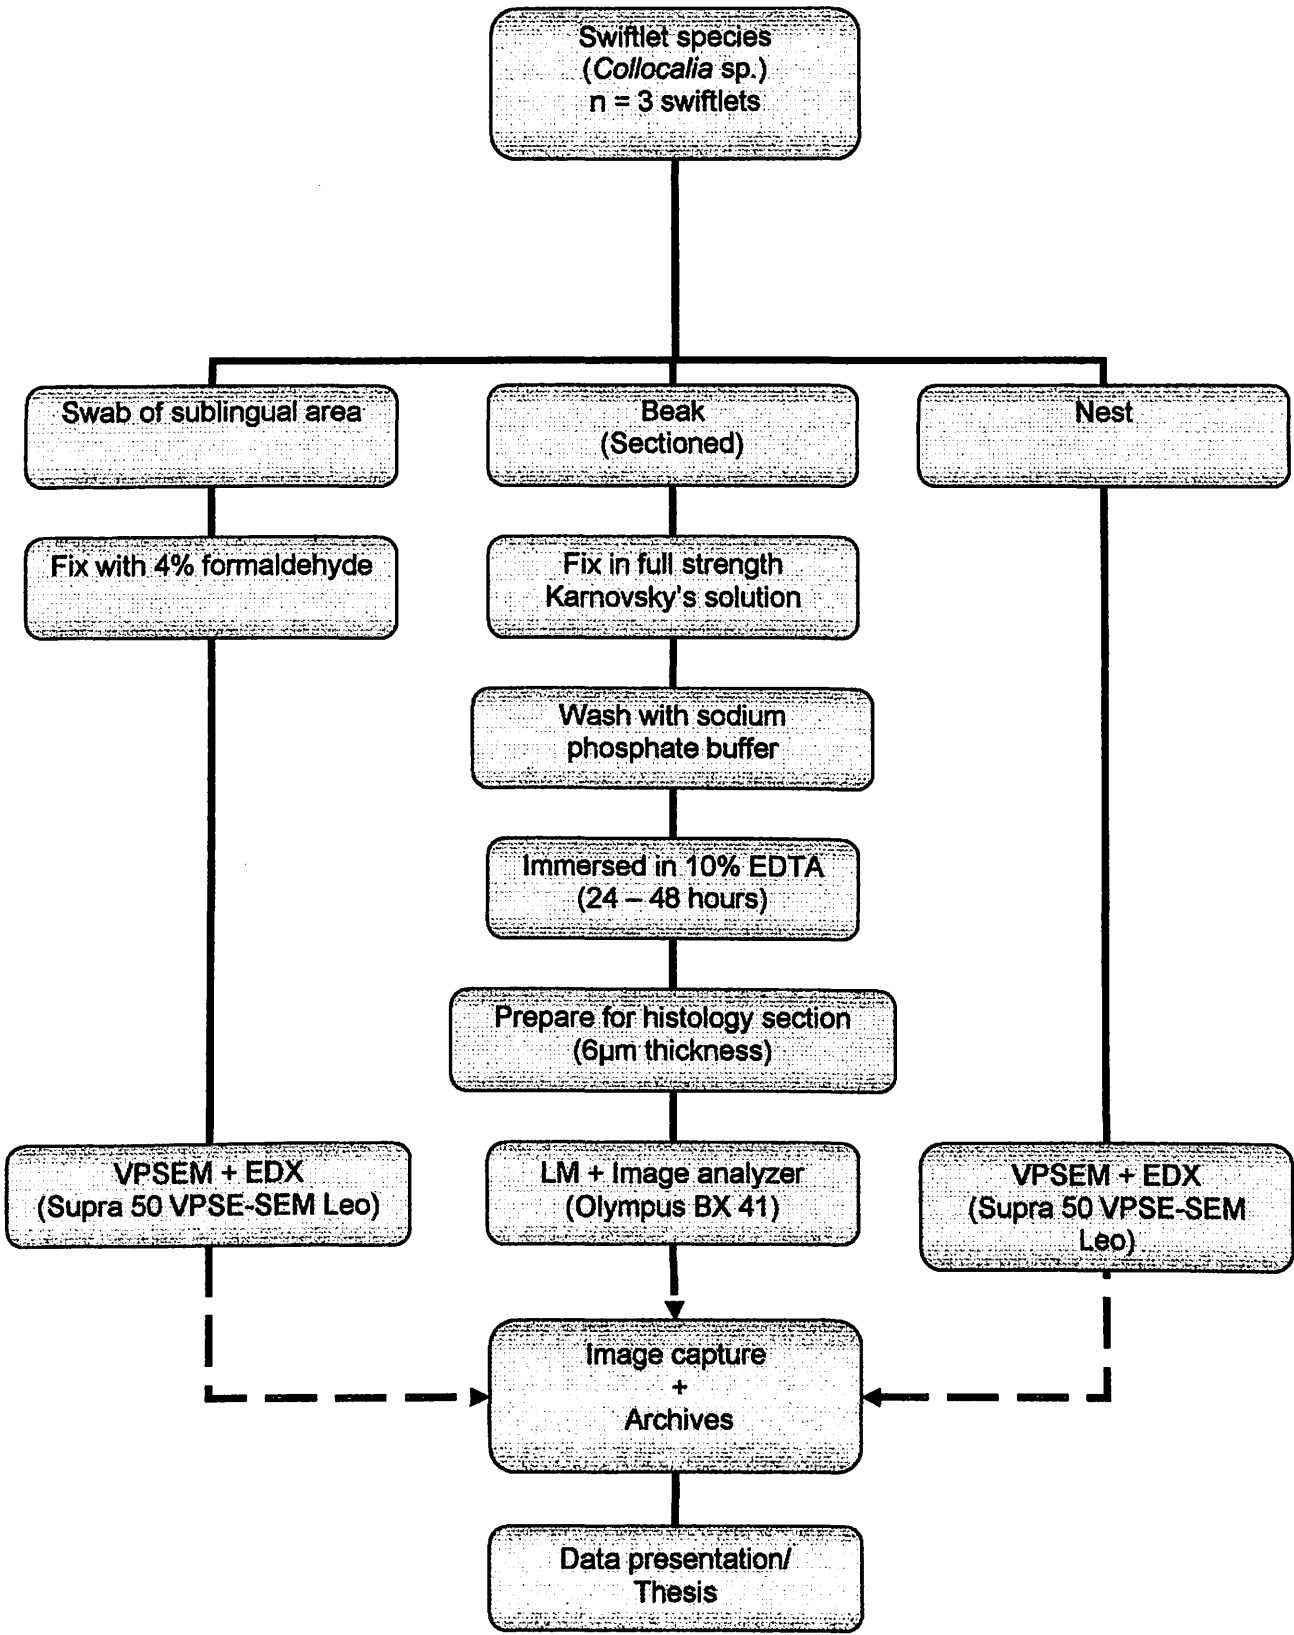 Swiftlet species
(Collocalia sp.)
n = 3 swiftlets
Swab of sublingual area
Beak
(Sectioned)
Nest
Fix with 4% formaldehyde
Fix in full strength
Karnovsky's solution
Wash with sodium
phosphate buffer
Immersed in 10% EDTA
(24 – 48 hours)
Prepare for histology section
(6µm thickness)
VPSEM + EDX
(Supra 50 VPSE-SEM Leo)
LM + Image analyzer
(Olympus BX 41)
VPSEM + EDX
(Supra 50 VPSE-SEM
Leo)
Image capture
+
Archives
Data presentation/
Thesis